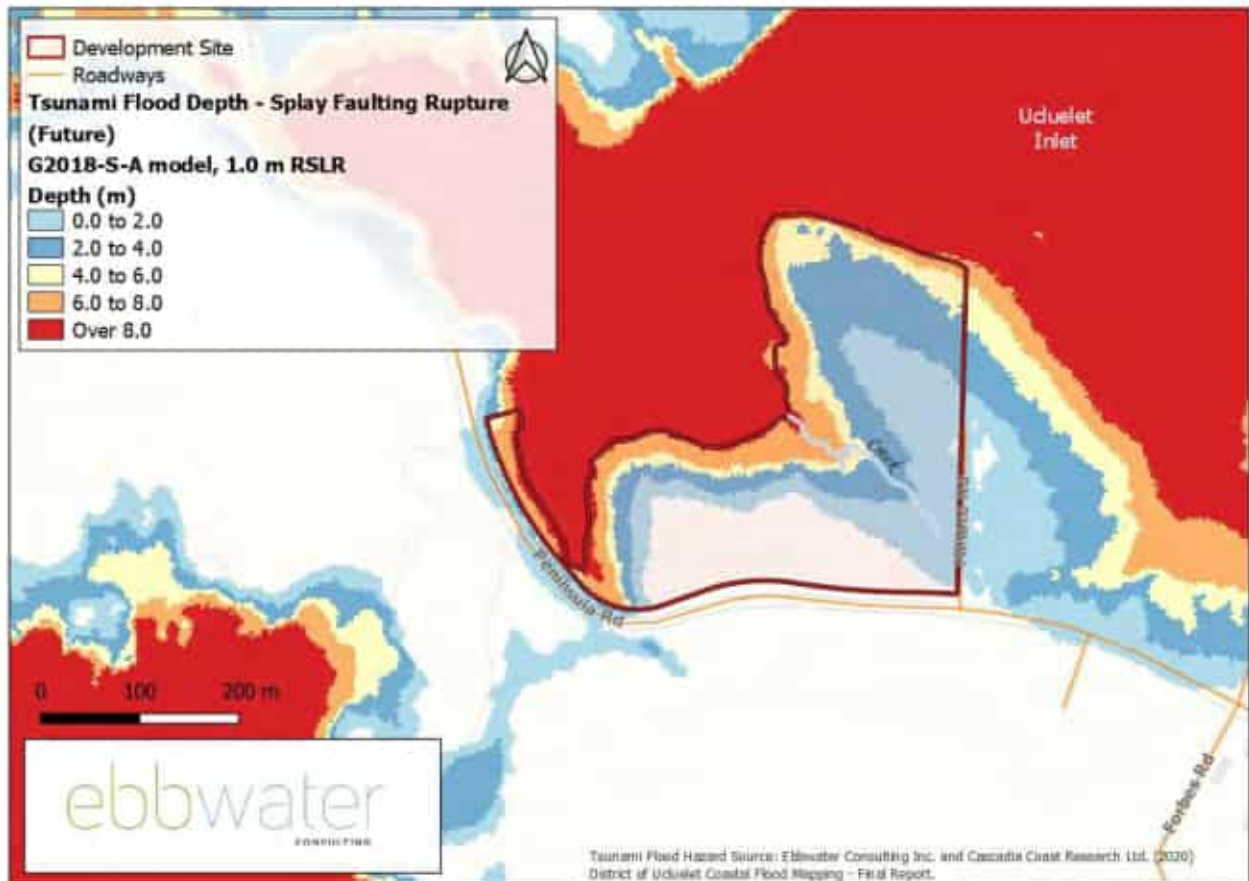 Development Site
Roadways
Tsunami Flood Depth - Splay Faulting Rupture
(Future)
G2018-S-A model, 1.0 m RSLR
Depth (m)
0.0 to 2.0
2.0 to 4.0
4.0 to 6.0
6.0 to 8.0
Over 8.0
Ucluelet
Inlet
Creek
Peninsula Rd
Forbes Rd
0 100 200 m
ebbwater
CONSULTING
Tsunami Flood Hazard Source: Ebbwater Consulting Inc. and Cascadia Coast Research Ltd. (2020)
District of Ucluelet Coastal Flood Mapping - Final Report.